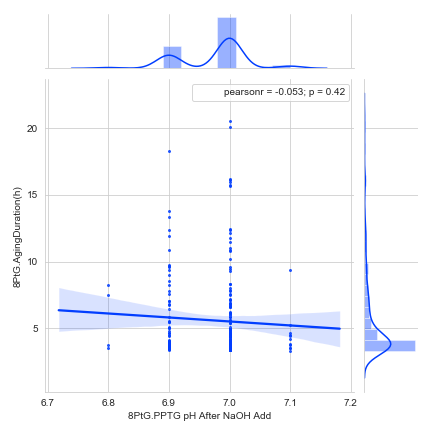 pearsonr = -0.053; p = 0.42
20
15
10
5
8PtG.AgingDuration(h)
6.7 6.8 6.9 7.0 7.1 7.2
8PtG.PPTG pH After NaOH Add